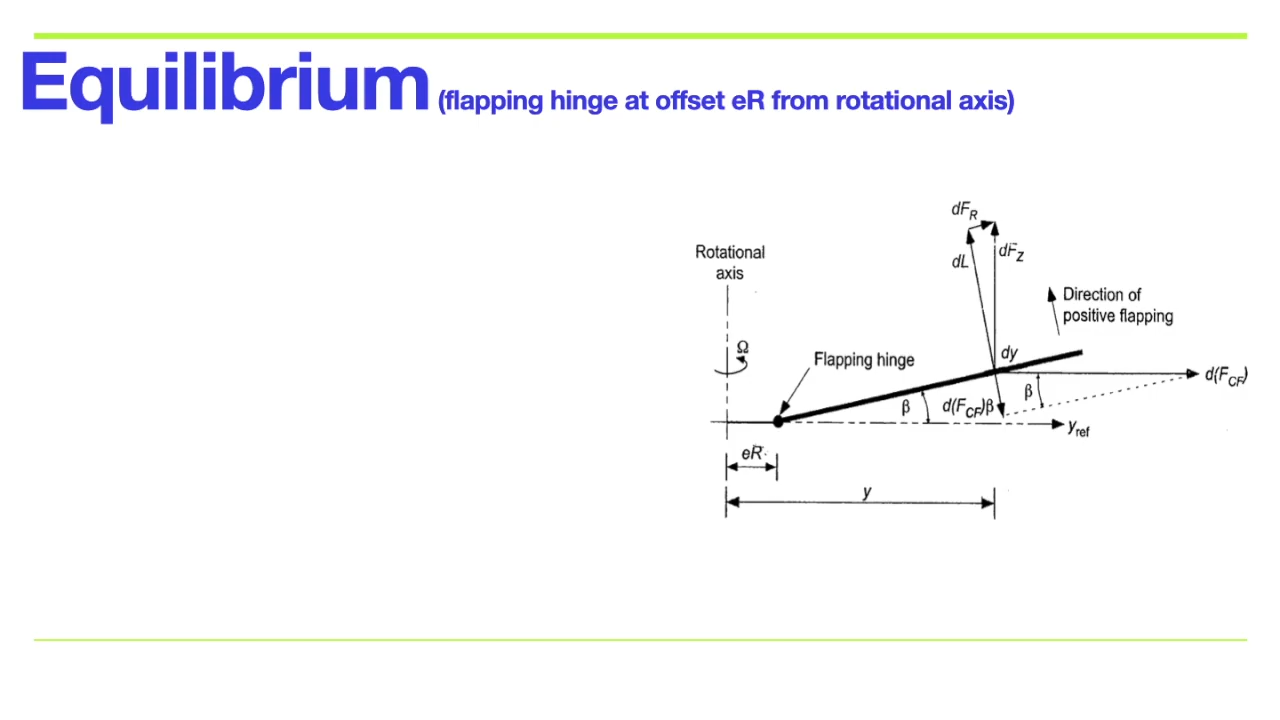 Equilibrium (flapping hinge at offset eR from rotational axis)
dF_R
dF_Z
dL
Rotational
axis
Direction of
positive flapping
Ω
Flapping hinge
dy
d(F_CF)
β
β
d(F_CF)β
y_ref
eR
y